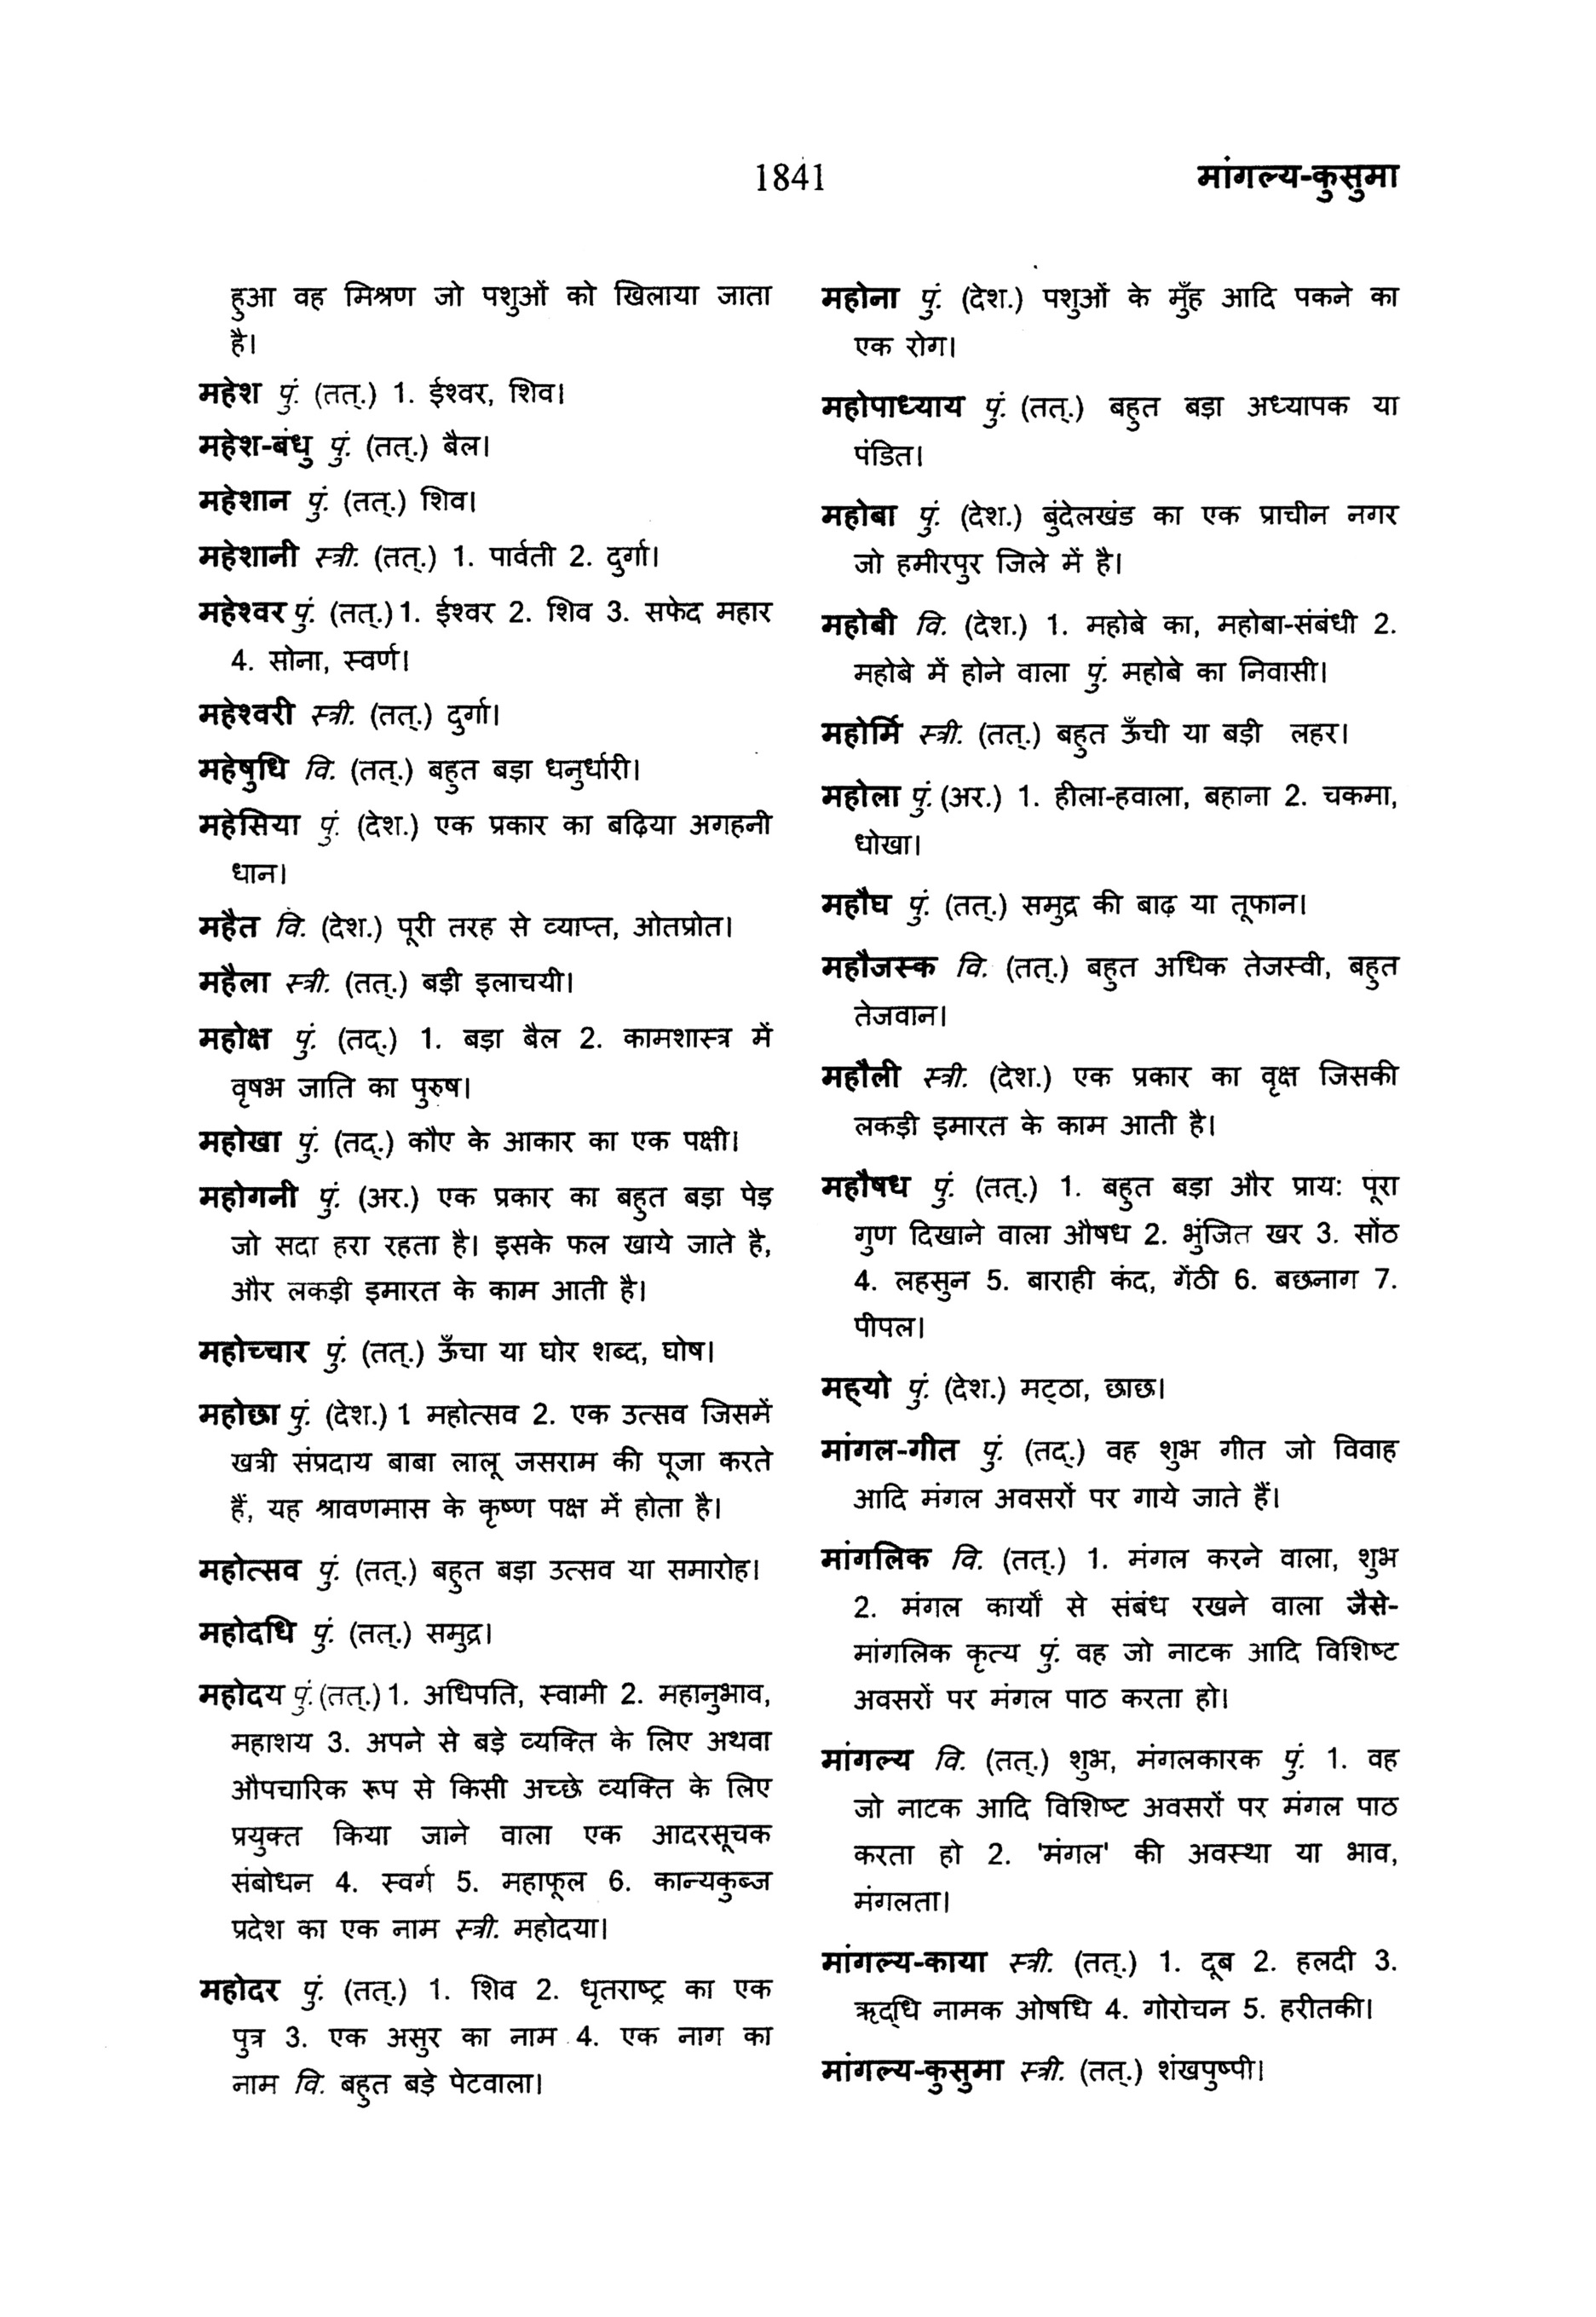 1841
मांगल्य-कुसुमा
हुआ वह मिश्रण जो पशुओं को खिलाया जाता
है।
महेश पुं. (तत्.) 1. ईश्वर, शिव।
महेश-बंधु पुं. (तत्.) बैल।
महेशान पुं. (तत्.) शिव।
महेशानी स्त्री. (तत्.) 1. पार्वती 2. दुर्गा।
महेश्वर पुं. (तत्.) 1. ईश्वर 2. शिव 3. सफेद महार
4. सोना, स्वर्ण।
महेश्वरी स्त्री. (तत्.) दुर्गा।
महेषुधि वि. (तत्.) बहुत बड़ा धनुर्धारी।
महेसिया पुं. (देश.) एक प्रकार का बढ़िया अगहनी
धान।
महैत वि. (देश.) पूरी तरह से व्याप्त, ओतप्रोत।
महैला स्त्री. (तत्.) बड़ी इलाचयी।
महोक्ष पुं. (तद्.) 1. बड़ा बैल 2. कामशास्त्र में
वृषभ जाति का पुरुष।
महोखा पुं. (तद्.) कौए के आकार का एक पक्षी।
महोगनी पुं. (अर.) एक प्रकार का बहुत बड़ा पेड़
जो सदा हरा रहता है। इसके फल खाये जाते है,
और लकड़ी इमारत के काम आती है।
महोच्चार पुं. (तत्.) ऊँचा या घोर शब्द, घोष।
महोछा पुं. (देश.) 1 महोत्सव 2. एक उत्सव जिसमें
खत्री संप्रदाय बाबा लालू जसराम की पूजा करते
हैं, यह श्रावणमास के कृष्ण पक्ष में होता है।
महोत्सव पुं. (तत्.) बहुत बड़ा उत्सव या समारोह।
महोदधि पुं. (तत्.) समुद्र।
महोदय पुं. (तत्.) 1. अधिपति, स्वामी 2. महानुभाव,
महाशय 3. अपने से बड़े व्यक्ति के लिए अथवा
औपचारिक रूप से किसी अच्छे व्यक्ति के लिए
प्रयुक्त किया जाने वाला एक आदरसूचक
संबोधन 4. स्वर्ग 5. महाफूल 6. कान्यकुब्ज
प्रदेश का एक नाम स्त्री. महोदया।
महोदर पुं. (तत्.) 1. शिव 2. धृतराष्ट्र का एक
पुत्र 3. एक असुर का नाम 4. एक नाग का
नाम वि. बहुत बड़े पेटवाला।
महोना पुं. (देश.) पशुओं के मुँह आदि पकने का
एक रोग।
महोपाध्याय पुं. (तत्.) बहुत बड़ा अध्यापक या
पंडित।
महोबा पुं. (देश.) बुंदेलखंड का एक प्राचीन नगर
जो हमीरपुर जिले में है।
महोबी वि. (देश.) 1. महोबे का, महोबा-संबंधी 2.
महोबे में होने वाला पुं. महोबे का निवासी।
महोर्मि स्त्री. (तत्.) बहुत ऊँची या बड़ी लहर।
महोला पुं. (अर.) 1. हीला-हवाला, बहाना 2. चकमा,
धोखा।
महौघ पुं. (तत्.) समुद्र की बाढ़ या तूफान।
महौजस्क वि. (तत्.) बहुत अधिक तेजस्वी, बहुत
तेजवान।
महौली स्त्री. (देश.) एक प्रकार का वृक्ष जिसकी
लकड़ी इमारत के काम आती है।
महौषध पुं. (तत्.) 1. बहुत बड़ा और प्राय: पूरा
गुण दिखाने वाला औषध 2. भुंजित खर 3. सोंठ
4. लहसुन 5. बाराही कंद, गेंठी 6. बछनाग 7.
पीपल।
मह्यो पुं. (देश.) मट्ठा, छाछ।
मांगल-गीत पुं. (तद्.) वह शुभ गीत जो विवाह
आदि मंगल अवसरों पर गाये जाते हैं।
मांगलिक वि. (तत्.) 1. मंगल करने वाला, शुभ
2. मंगल कार्यों से संबंध रखने वाला जैसे-
मांगलिक कृत्य पुं. वह जो नाटक आदि विशिष्ट
अवसरों पर मंगल पाठ करता हो।
मांगल्य वि. (तत्.) शुभ, मंगलकारक पुं. 1. वह
जो नाटक आदि विशिष्ट अवसरों पर मंगल पाठ
करता हो 2. 'मंगल' की अवस्था या भाव,
मंगलता।
मांगल्य-काया स्त्री. (तत्.) 1. दूब 2. हलदी 3.
ऋद्धि नामक ओषधि 4. गोरोचन 5. हरीतकी।
मांगल्य-कुसुमा स्त्री. (तत्.) शंखपुष्पी।